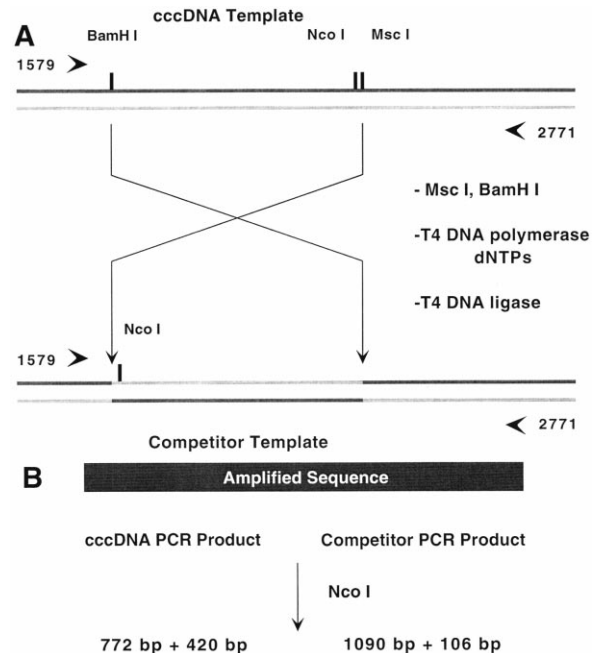 A
cccDNA Template
BamH I
Nco I
Msc I
1579
2771
- Msc I, BamH I
-T4 DNA polymerase
dNTPs
-T4 DNA ligase
Nco I
1579
2771
Competitor Template
B
Amplified Sequence
cccDNA PCR Product
Competitor PCR Product
Nco I
772 bp + 420 bp
1090 bp + 106 bp